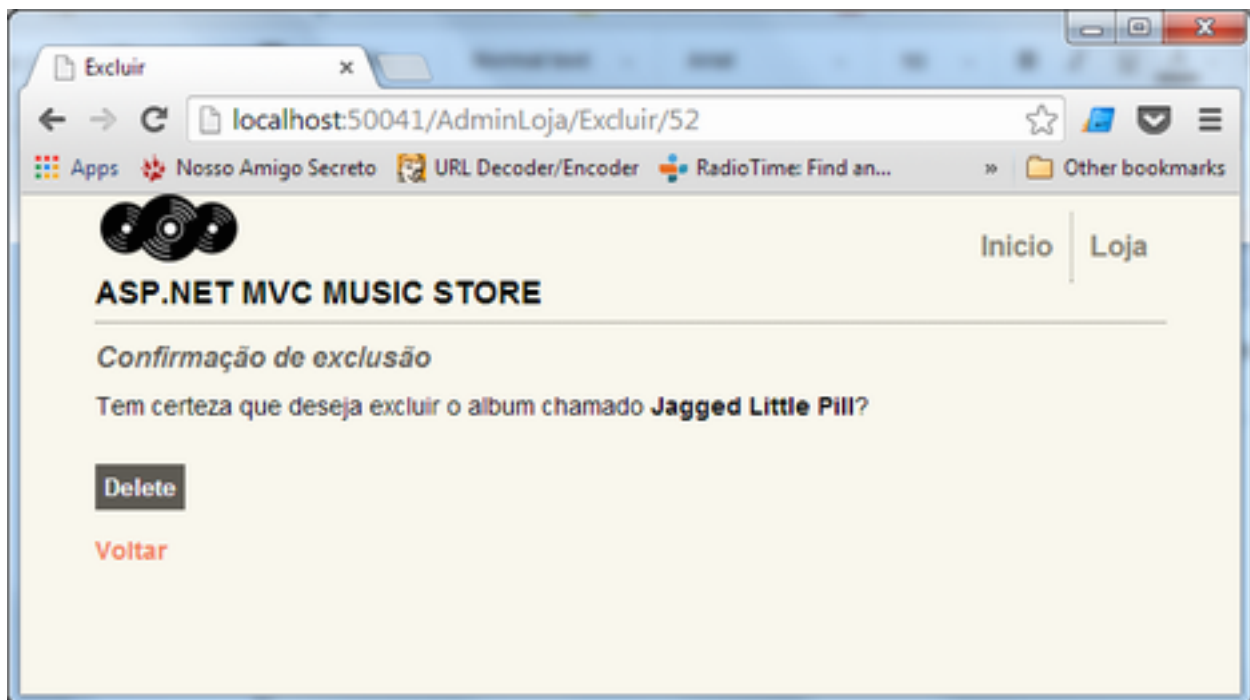 Excluir
localhost:50041/AdminLoja/Excluir/52
Apps Nosso Amigo Secreto URL Decoder/Encoder RadioTime: Find an... » Other bookmarks
Inicio Loja
ASP.NET MVC MUSIC STORE
Confirmação de exclusão
Tem certeza que deseja excluir o album chamado Jagged Little Pill?
Delete
Voltar